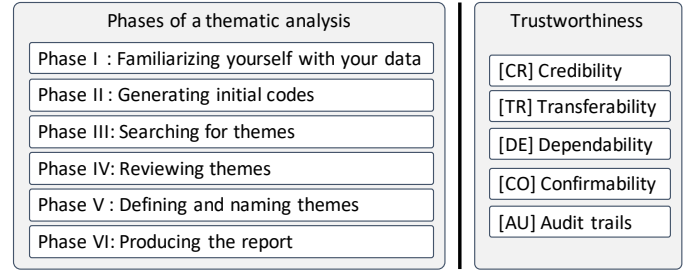 Phases of a thematic analysis
Phase I : Familiarizing yourself with your data
Phase II : Generating initial codes
Phase III: Searching for themes
Phase IV: Reviewing themes
Phase V : Defining and naming themes
Phase VI: Producing the report
Trustworthiness
[CR] Credibility
[TR] Transferability
[DE] Dependability
[CO] Confirmability
[AU] Audit trails